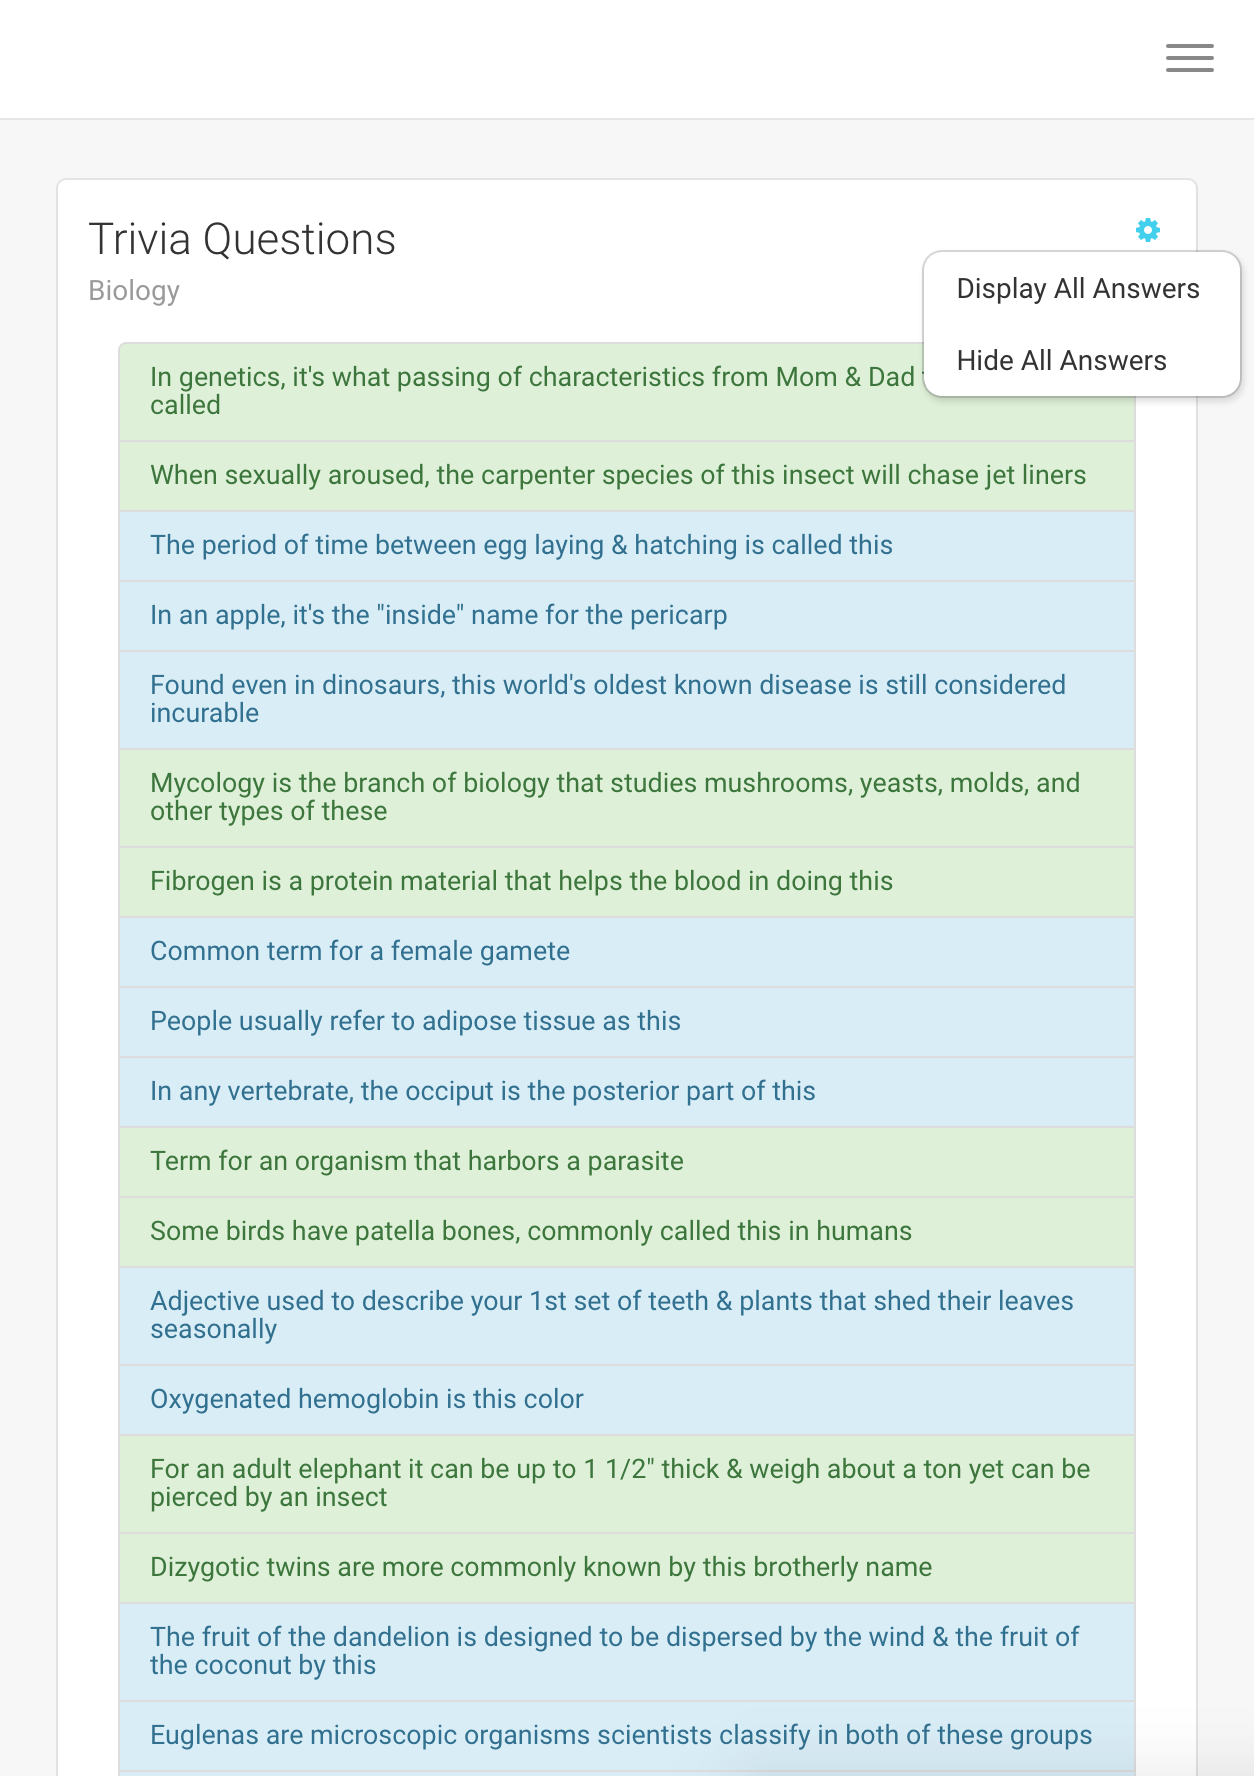 Trivia Questions
Biology
Display All Answers
Hide All Answers
In genetics, it's what passing of characteristics from Mom & Dad
called
When sexually aroused, the carpenter species of this insect will chase jet liners
The period of time between egg laying & hatching is called this
In an apple, it's the "inside" name for the pericarp
Found even in dinosaurs, this world's oldest known disease is still considered
incurable
Mycology is the branch of biology that studies mushrooms, yeasts, molds, and
other types of these
Fibrogen is a protein material that helps the blood in doing this
Common term for a female gamete
People usually refer to adipose tissue as this
In any vertebrate, the occiput is the posterior part of this
Term for an organism that harbors a parasite
Some birds have patella bones, commonly called this in humans
Adjective used to describe your 1st set of teeth & plants that shed their leaves
seasonally
Oxygenated hemoglobin is this color
For an adult elephant it can be up to 1 1/2" thick & weigh about a ton yet can be
pierced by an insect
Dizygotic twins are more commonly known by this brotherly name
The fruit of the dandelion is designed to be dispersed by the wind & the fruit of
the coconut by this
Euglenas are microscopic organisms scientists classify in both of these groups